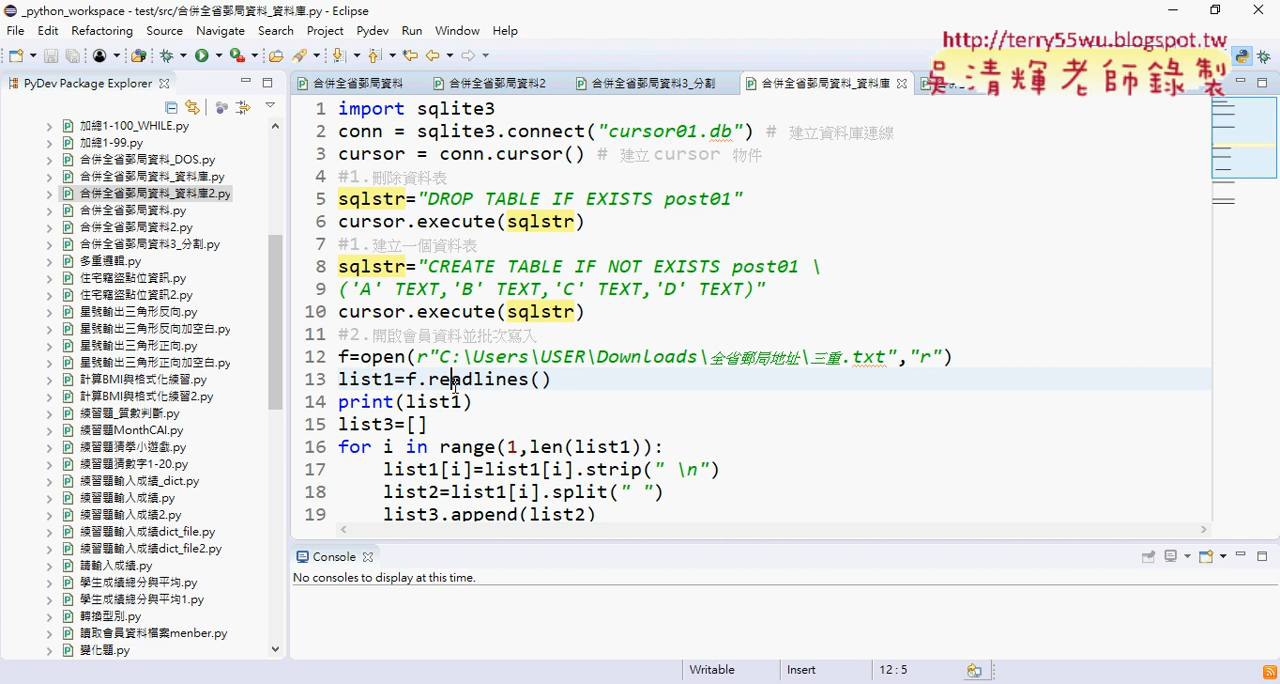 _python_workspace - test/src/合併全省郵局資料_資料庫.py - Eclipse
File Edit Refactoring Source Navigate Search Project Pydev Run Window Help
http://terry55wu.blogspot.tw
吳清輝老師錄製
PyDev Package Explorer
合併全省郵局資料
合併全省郵局資料2
合併全省郵局資料3_分割
合併全省郵局資料_資料庫
加總1-100_WHILE.py
加總1-99.py
合併全省郵局資料_DOS.py
合併全省郵局資料_資料庫.py
合併全省郵局資料_資料庫2.py
合併全省郵局資料.py
合併全省郵局資料2.py
合併全省郵局資料3_分割.py
多重邏輯.py
住宅竊盜點位資訊.py
住宅竊盜點位資訊2.py
星號輸出三角形反向.py
星號輸出三角形反向加空白.py
星號輸出三角形正向.py
星號輸出三角形正向加空白.py
計算BMI與格式化練習.py
計算BMI與格式化練習2.py
練習題_質數判斷.py
練習題MonthCAl.py
練習題猜拳小遊戲.py
練習題猜數字1-20.py
練習題輸入成績_dict.py
練習題輸入成績.py
練習題輸入成績2.py
練習題輸入成績dict_file.py
練習題輸入成績dict_file2.py
請輸入成績.py
學生成績總分與平均.py
學生成績總分與平均1.py
轉換型別.py
讀取會員資料檔案menber.py
變化題.py
1 import sqlite3
2 conn = sqlite3.connect("cursor01.db") # 建立資料庫連線
3 cursor = conn.cursor() # 建立 cursor 物件
4 #1.刪除資料表
5 sqlstr="DROP TABLE IF EXISTS post01"
6 cursor.execute(sqlstr)
7 #1.建立一個資料表
8 sqlstr="CREATE TABLE IF NOT EXISTS post01 \
9 ('A' TEXT,'B' TEXT,'C' TEXT,'D' TEXT)"
10 cursor.execute(sqlstr)
11 #2.開啟會員資料並批次寫入
12 f=open(r"C:\Users\USER\Downloads\全省郵局地址\三重.txt","r")
13 list1=f.readlines()
14 print(list1)
15 list3=[]
16 for i in range(1,len(list1)):
17 list1[i]=list1[i].strip(" \n")
18 list2=list1[i].split(" ")
19 list3.append(list2)
Console
No consoles to display at this time.
Writable Insert 12 : 5